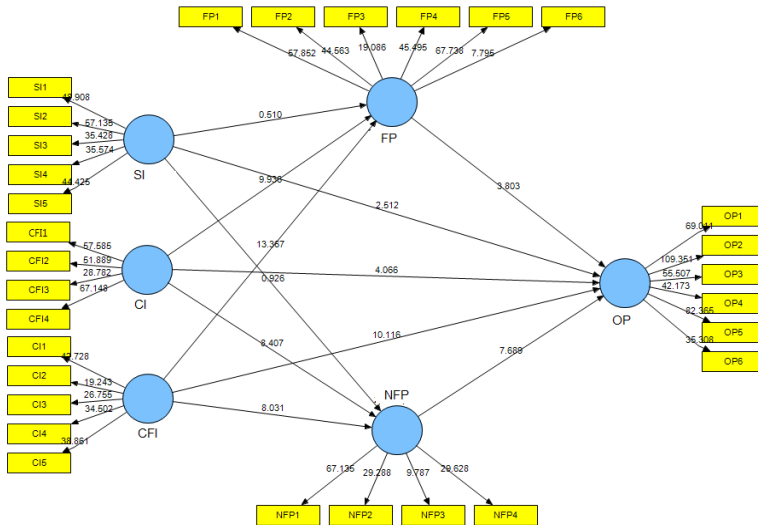 FP1 FP2 FP3 FP4 FP5 FP6
57.852 44.563 19.086 45.495 67.738 7.795
SI1
SI2
SI3
SI4
SI5
48.908
57.135
35.428
35.574
44.425
SI
0.510
FP
9.936
3.803
2.512
13.367
0.926
CFI1
CFI2
CFI3
CFI4
57.585
51.889
28.782
67.148
CI
4.066
OP1
OP2
OP3
OP4
OP5
OP6
69.011
109.351
55.507
42.173
82.365
35.308
OP
8.407
10.116
7.689
CI1
CI2
CI3
CI4
CI5
42.728
19.243
26.755
34.502
38.861
CFI
8.031
NFP
67.135 29.288 9.787 29.628
NFP1 NFP2 NFP3 NFP4